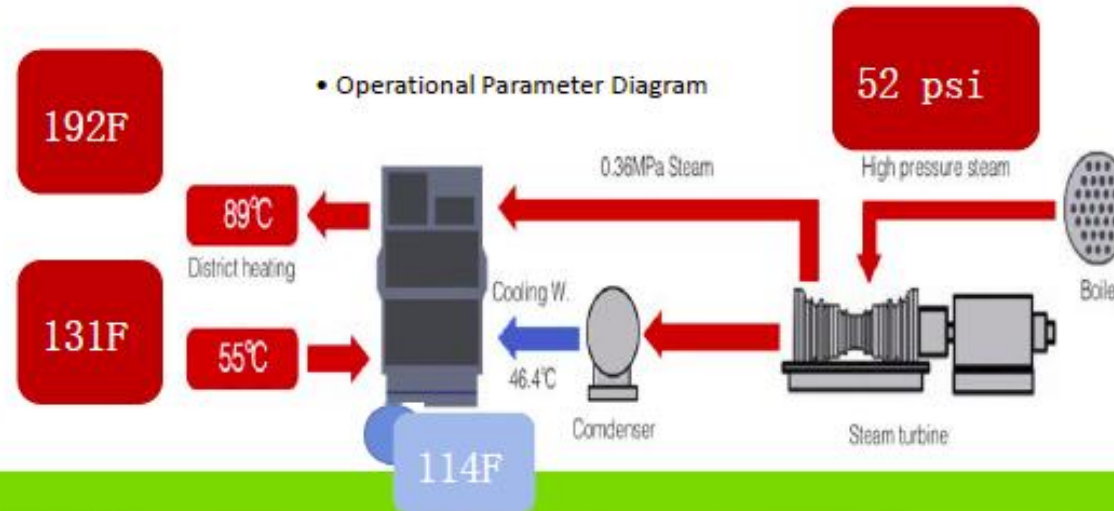 192F
• Operational Parameter Diagram
52 psi
0.36MPa Steam
High pressure steam
89℃
District heating
Cooling W.
131F
55℃
46.4℃
Comdenser
Steam turbine
114F